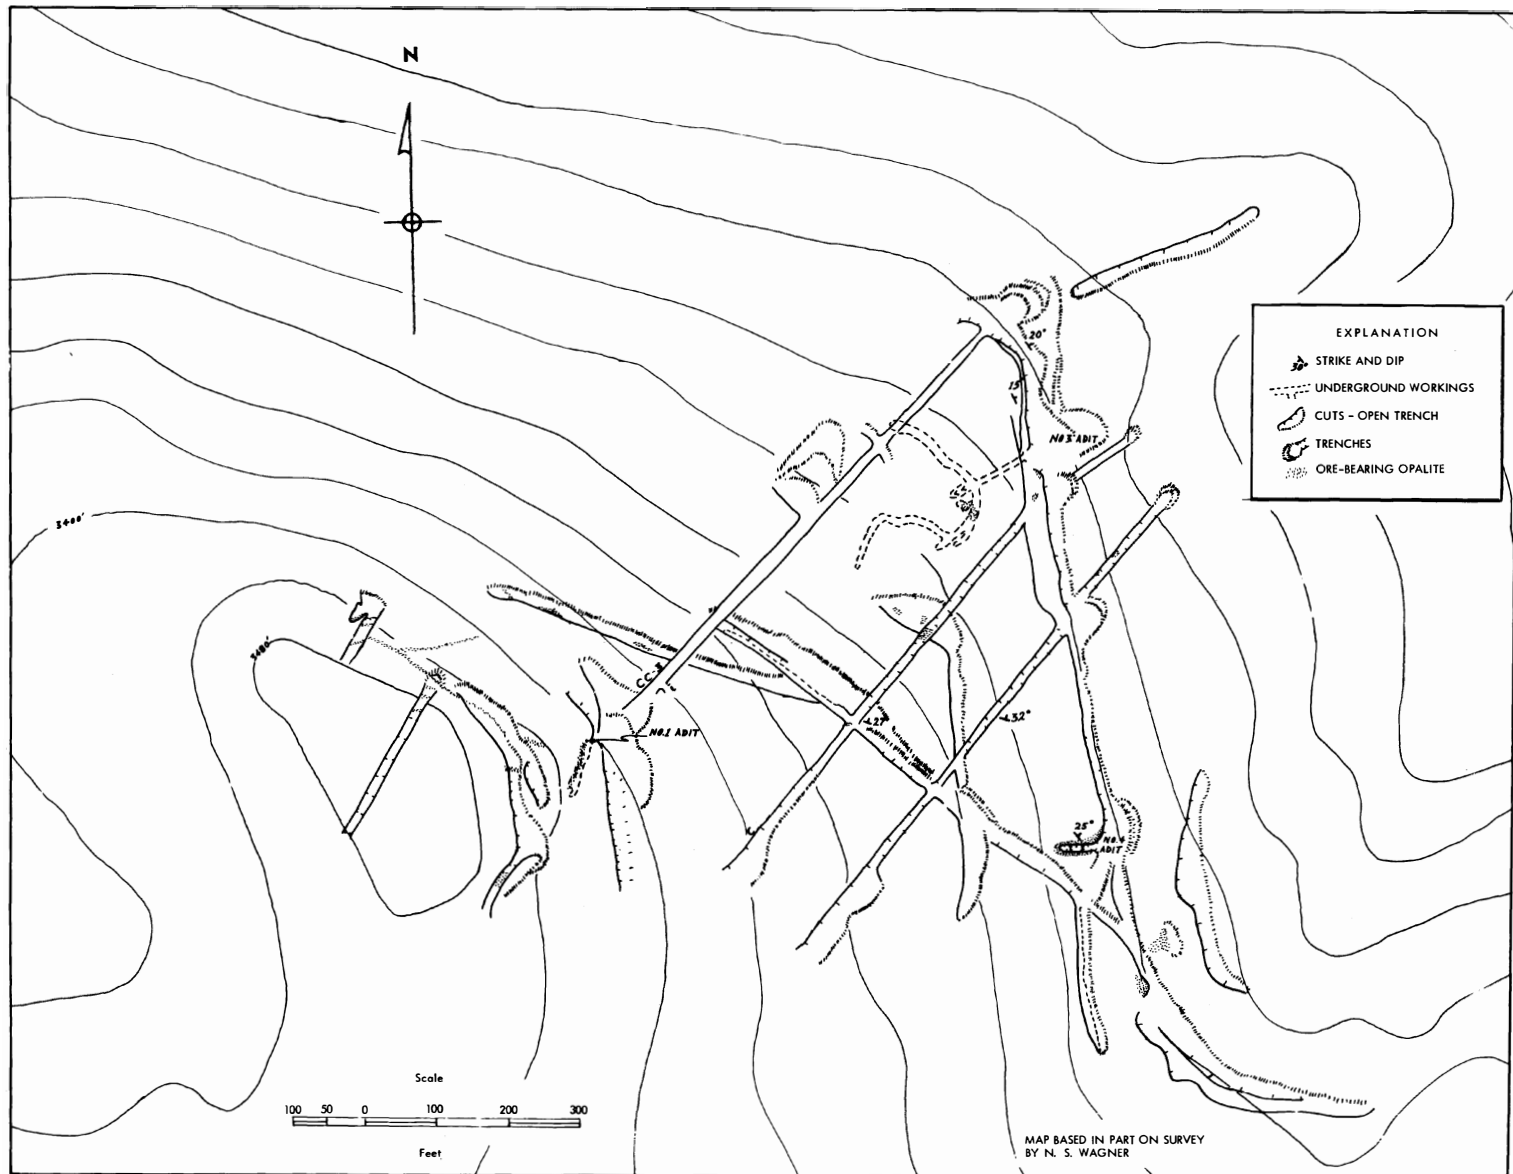 N
EXPLANATION
30° STRIKE AND DIP
UNDERGROUND WORKINGS
CUTS - OPEN TRENCH
TRENCHES
ORE-BEARING OPALITE
20°
15
NO 3 ADIT
3400'
3480'
NO. 1 ADIT
27°
32°
25°
NO. 4
ADIT
Scale
100 50 0 100 200 300
Feet
MAP BASED IN PART ON SURVEY
BY N. S. WAGNER